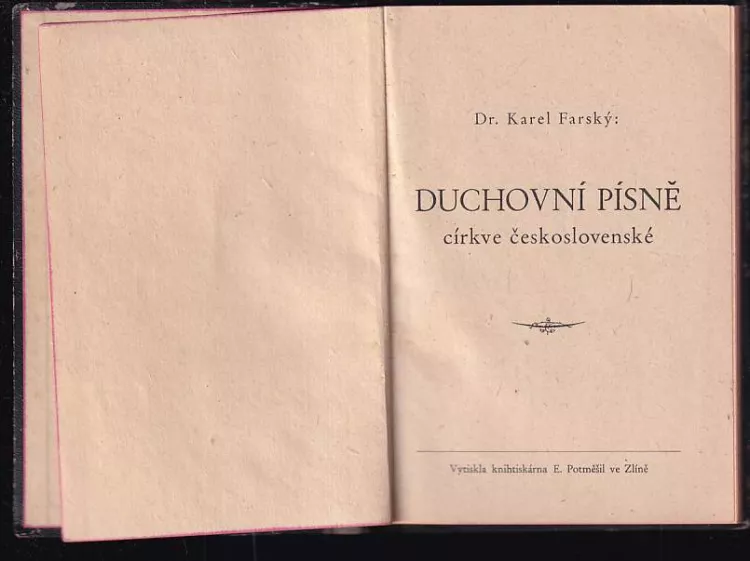 Dr. Karel Farský:
DUCHOVNÍ PÍSNĚ
církve československé
Vytiskla knihtiskárna E. Potměšil ve Zlíně